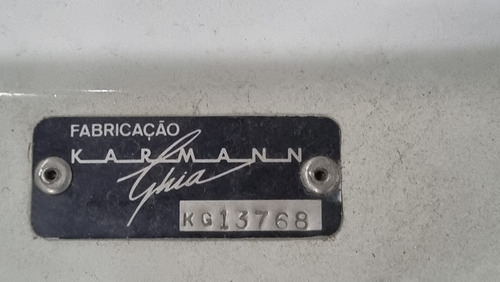 FABRICAÇÃO
KARMANN
Ghia
KG13768